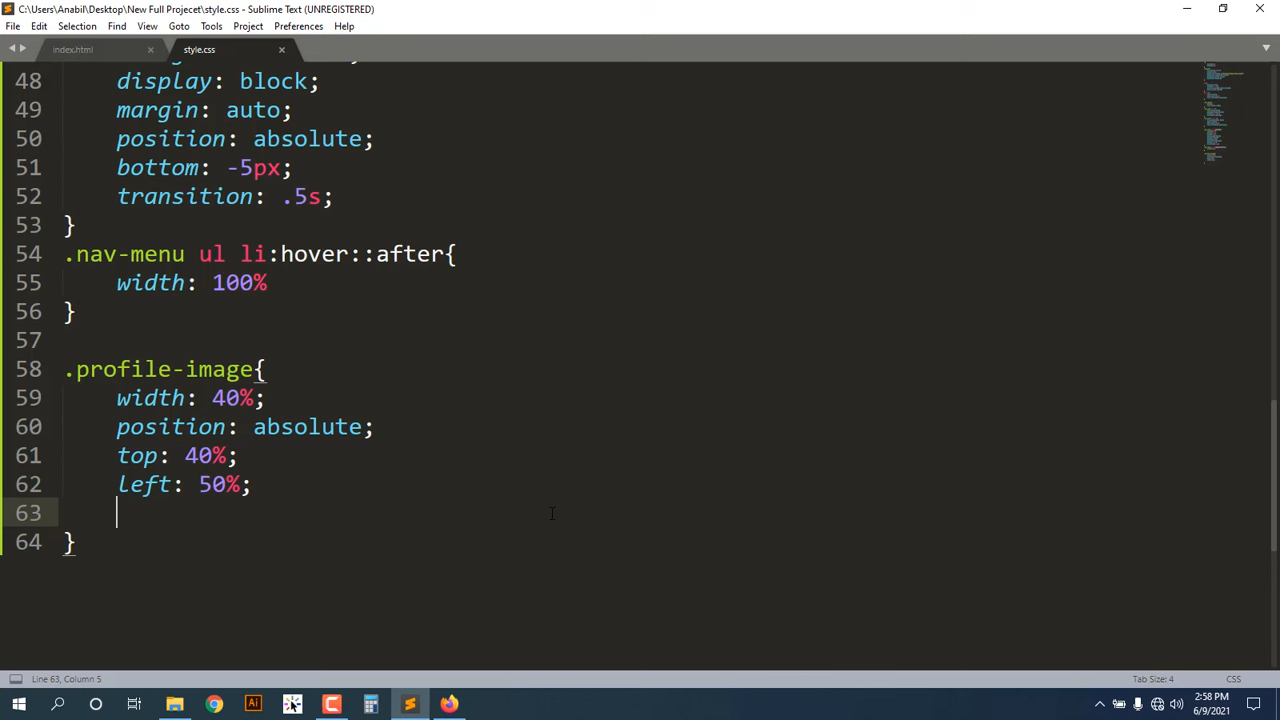 C:\Users\Anabil\Desktop\New Full Projecet\style.css - Sublime Text (UNREGISTERED)
File Edit Selection Find View Goto Tools Project Preferences Help
index.html × style.css ×
48 display: block;
49 margin: auto;
50 position: absolute;
51 bottom: -5px;
52 transition: .5s;
53 }
54 .nav-menu ul li:hover::after{
55 width: 100%
56 }
57
58 .profile-image{
59 width: 40%;
60 position: absolute;
61 top: 40%;
62 left: 50%;
63
64 }
Line 63, Column 5 Tab Size: 4 CSS
Ai 2:58 PM
6/9/2021